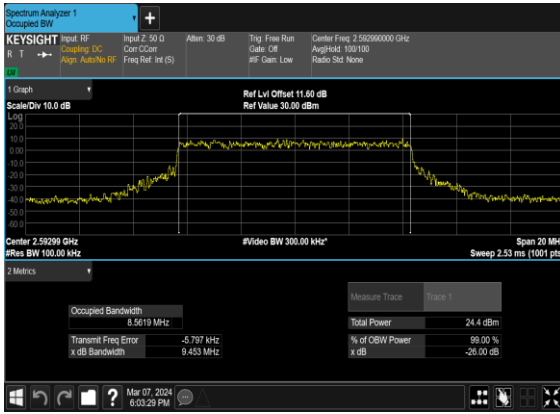 Spectrum Analyzer 1
Occupied BW
KEYSIGHT
R T
LV
Input: RF
Coupling: DC
Align: Auto/No RF
Input Z: 50 Ω
Corr CCorr
Freq Ref: Int (S)
Atten: 30 dB
Trig: Free Run
Gate: Off
#IF Gain: Low
Center Freq: 2.592990000 GHz
Avg|Hold: 100/100
Radio Std: None
1 Graph
Scale/Div 10.0 dB
Ref Lvl Offset 11.60 dB
Ref Value 30.00 dBm
Log
20.0
10.0
0.00
-10.0
-20.0
-30.0
-40.0
-50.0
-60.0
Center 2.59299 GHz
#Res BW 100.00 kHz
#Video BW 300.00 kHz*
Span 20 MH
Sweep 2.53 ms (1001 pts
2 Metrics
Measure Trace
Trace 1
Occupied Bandwidth
8.5619 MHz
Total Power
24.4 dBm
Transmit Freq Error
-5.797 kHz
% of OBW Power
99.00 %
x dB Bandwidth
9.453 MHz
x dB
-26.00 dB
Mar 07, 2024
6:03:29 PM